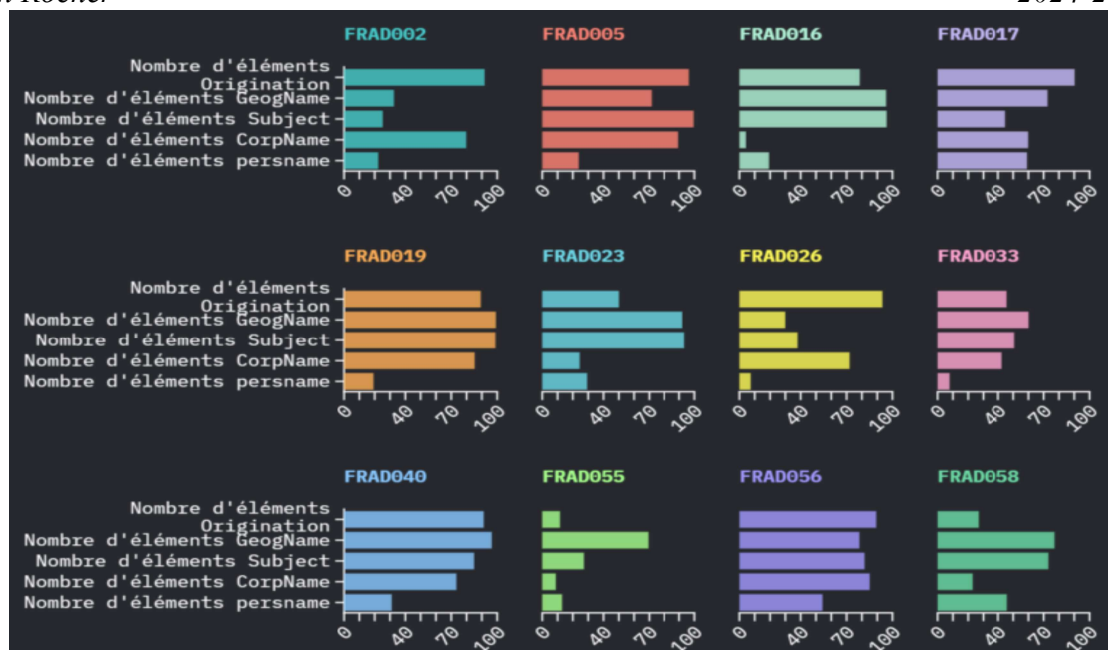 FRAD002 FRAD005 FRAD016 FRAD017
Nombre d'éléments
Origination
Nombre d'éléments GeogName
Nombre d'éléments Subject
Nombre d'éléments CorpName
Nombre d'éléments persname
0 40 70 100 0 40 70 100 0 40 70 100 0 40 70 100
FRAD019 FRAD023 FRAD026 FRAD033
Nombre d'éléments
Origination
Nombre d'éléments GeogName
Nombre d'éléments Subject
Nombre d'éléments CorpName
Nombre d'éléments persname
0 40 70 100 0 40 70 100 0 40 70 100 0 40 70 100
FRAD040 FRAD055 FRAD056 FRAD058
Nombre d'éléments
Origination
Nombre d'éléments GeogName
Nombre d'éléments Subject
Nombre d'éléments CorpName
Nombre d'éléments persname
0 40 70 100 0 40 70 100 0 40 70 100 0 40 70 100